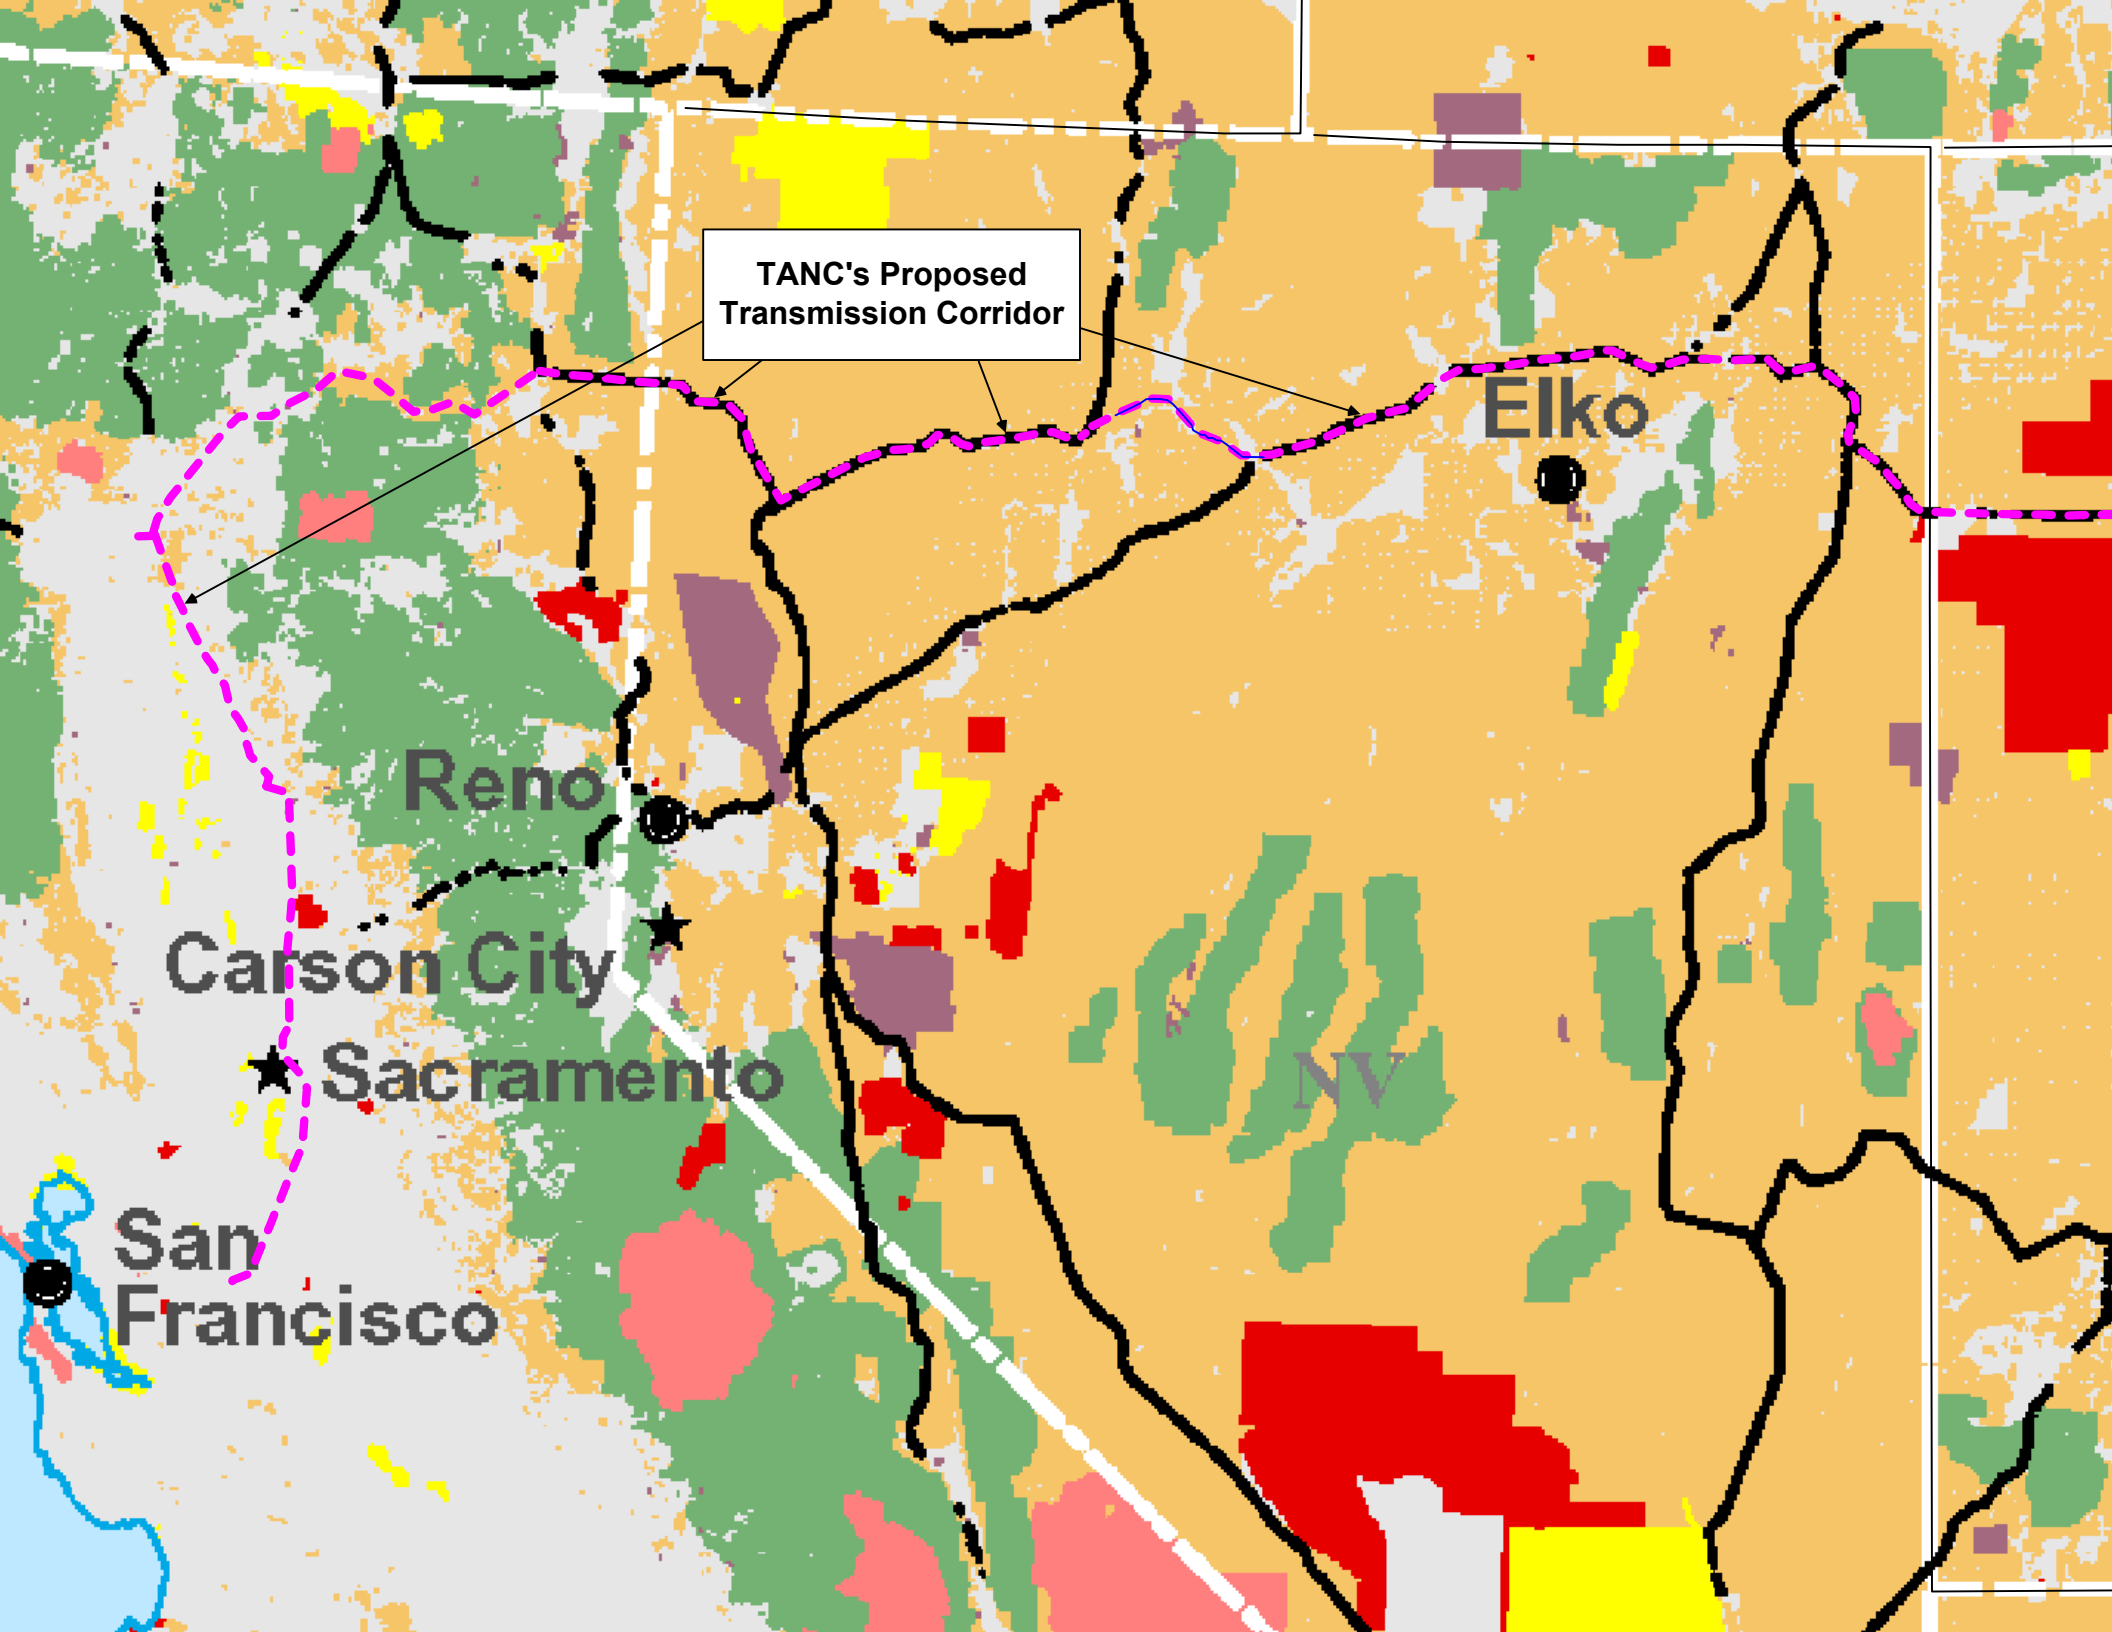 TANC's Proposed
Transmission Corridor
Elko
Reno
Carson City
Sacramento
NV
San
Francisco